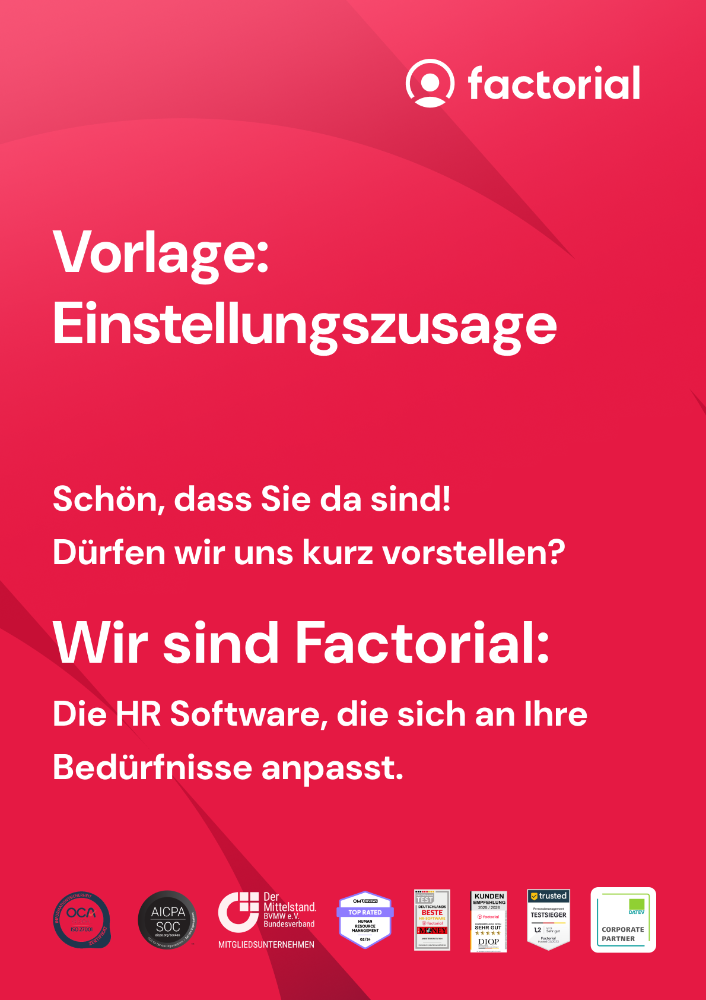 factorial
Vorlage:
Einstellungszusage
Schön, dass Sie da sind!
Dürfen wir uns kurz vorstellen?
Wir sind Factorial:
Die HR Software, die sich an Ihre
Bedürfnisse anpasst.
INFORMATIONSSICHERHEIT
OCA
ISO 27001
ZERTIFIKAT
AICPA
SOC
aicpa.org/soc4so
SOC for Service Organizations | Service Organizations
Der
Mittelstand.
BVMW e.V.
Bundesverband
MITGLIEDSUNTERNEHMEN
OMR REVIEWS
TOP RATED
HUMAN
RESOURCE
MANAGEMENT
Q2/24
DEUTSCHLAND
TEST
DEUTSCHLANDS
BESTE
HR-SOFTWARE
factorial
MONEY
KUNDEN
EMPFEHLUNG
2025 / 2026
factorial
SEHR GUT
DIQP
trusted
Personalmanagement
TESTSIEGER
1,2
NOTE
Sehr gut
Factorial
trusted 02/2023
DATEV
CORPORATE
PARTNER